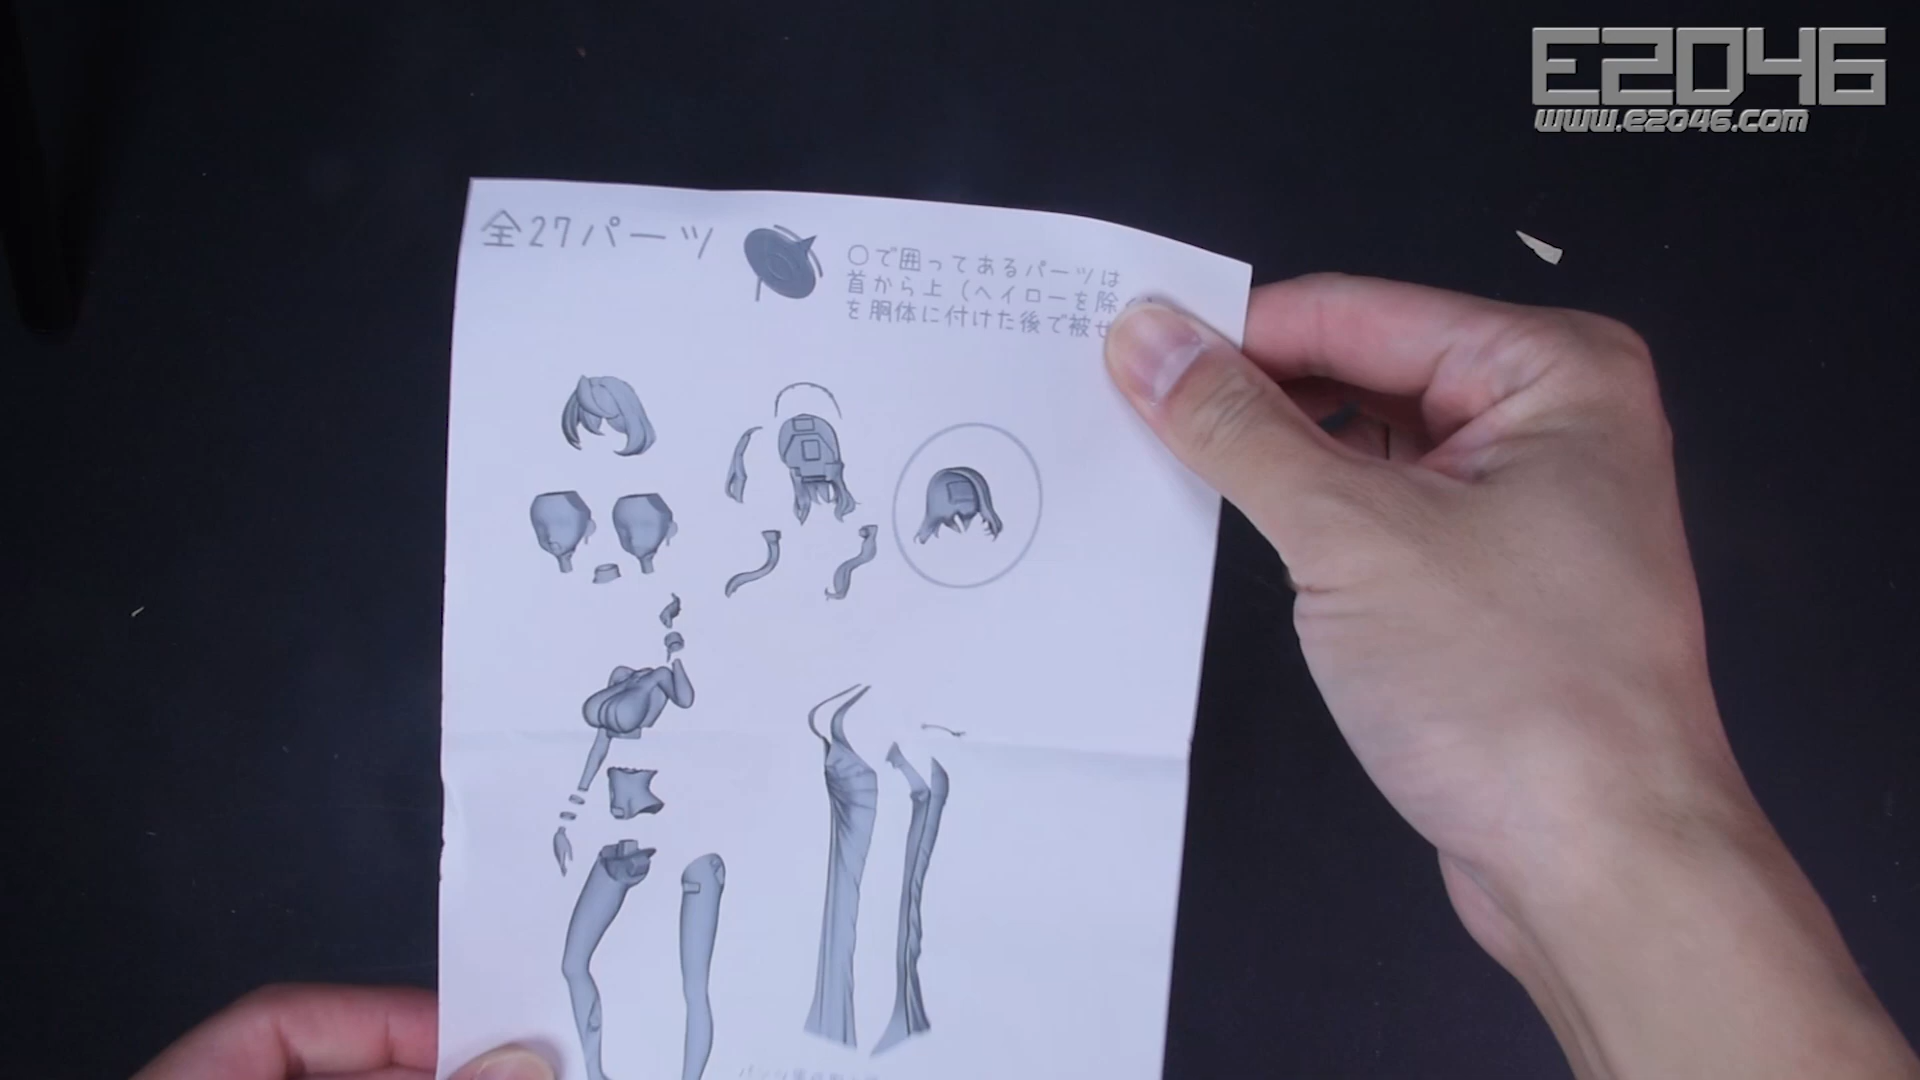 E2046
www.e2046.com
全27パーツ
○で囲ってあるパーツは
首から上（ヘイローを除
を胴体に付けた後で被せ